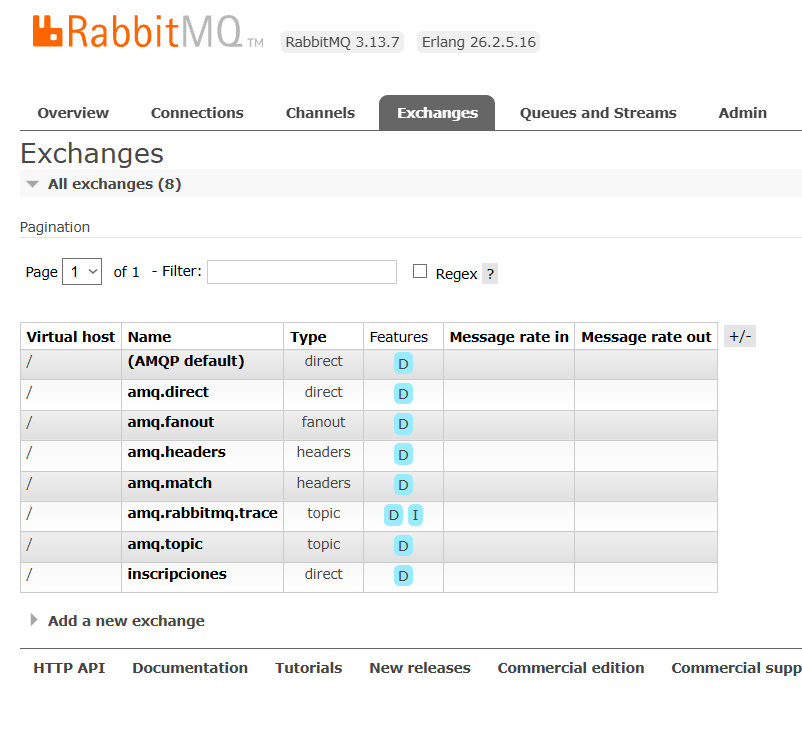 RabbitMQ TM RabbitMQ 3.13.7 Erlang 26.2.5.16
Overview Connections Channels Exchanges Queues and Streams Admin
Exchanges
All exchanges (8)
Pagination
Page 1 of 1 - Filter: Regex ?
Virtual host Name Type Features Message rate in Message rate out +/-
/ (AMQP default) direct D
/ amq.direct direct D
/ amq.fanout fanout D
/ amq.headers headers D
/ amq.match headers D
/ amq.rabbitmq.trace topic D I
/ amq.topic topic D
/ inscripciones direct D
Add a new exchange
HTTP API Documentation Tutorials New releases Commercial edition Commercial supp